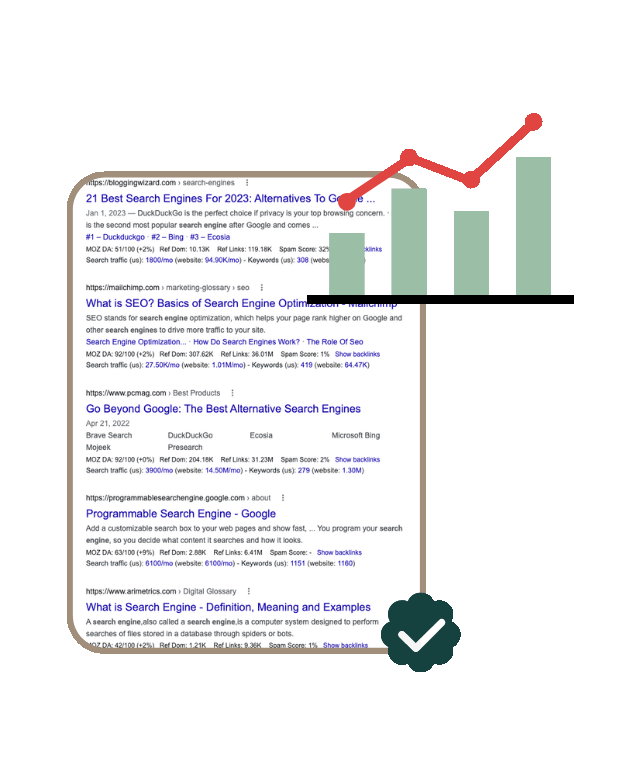 https://bloggingwizard.com › search-engines
21 Best Search Engines For 2023: Alternatives To Go le ...
Jan 1, 2023 — DuckDuckGo is the perfect choice if privacy is your top browsing concern. ·
is the second most popular search engine after Google and comes ...
#1 – Duckduckgo · #2 – Bing · #3 – Ecosia
MOZ DA: 51/100 (+2%) Ref Dom: 10.13K Ref Links: 119.18K Spam Score: 32% cklinks
Search traffic (us): 1800/mo (website: 94.90K/mo) - Keywords (us): 308 (webs
https://mailchimp.com › marketing-glossary › seo
What is SEO? Basics of Search Engine Optimization - Mailchimp
SEO stands for search engine optimization, which helps your page rank higher on Google and
other search engines to drive more traffic to your site.
Search Engine Optimization... · How Do Search Engines Work? · The Role Of Seo
MOZ DA: 92/100 (+2%) Ref Dom: 307.62K Ref Links: 36.01M Spam Score: 1% Show backlinks
Search traffic (us): 27.50K/mo (website: 1.01M/mo) - Keywords (us): 419 (website: 64.47K)
https://www.pcmag.com › Best Products
Go Beyond Google: The Best Alternative Search Engines
Apr 21, 2022
Brave Search DuckDuckGo Ecosia Microsoft Bing
Mojeek Presearch
MOZ DA: 92/100 (+0%) Ref Dom: 204.18K Ref Links: 31.23M Spam Score: 2% Show backlinks
Search traffic (us): 3900/mo (website: 14.50M/mo) - Keywords (us): 279 (website: 1.30M)
https://programmablesearchengine.google.com › about
Programmable Search Engine - Google
Add a customizable search box to your web pages and show fast, ... You program your search
engine, so you decide what content it searches and how it looks.
MOZ DA: 63/100 (+9%) Ref Dom: 2.88K Ref Links: 6.41M Spam Score: - Show backlinks
Search traffic (us): 6100/mo (website: 6100/mo) - Keywords (us): 1151 (website: 1160)
https://www.arimetrics.com › Digital Glossary
What is Search Engine - Definition, Meaning and Examples
A search engine,also called a search engine,is a computer system designed to perform
searches of files stored in a database through spiders or bots.
MOZ DA: 42/100 (+2%) Ref Dom: 1.21K Ref Links: 9.36K Spam Score: 1% Show backlinks